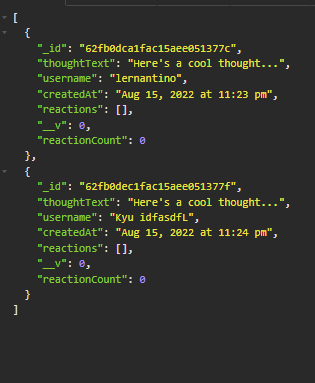 [
{
"_id": "62fb0dca1fac15aee051377c",
"thoughtText": "Here's a cool thought...",
"username": "lernantino",
"createdAt": "Aug 15, 2022 at 11:23 pm",
"reactions": [],
"__v": 0,
"reactionCount": 0
},
{
"_id": "62fb0dec1fac15aee051377f",
"thoughtText": "Here's a cool thought...",
"username": "Kyu idfasdfL",
"createdAt": "Aug 15, 2022 at 11:24 pm",
"reactions": [],
"__v": 0,
"reactionCount": 0
}
]